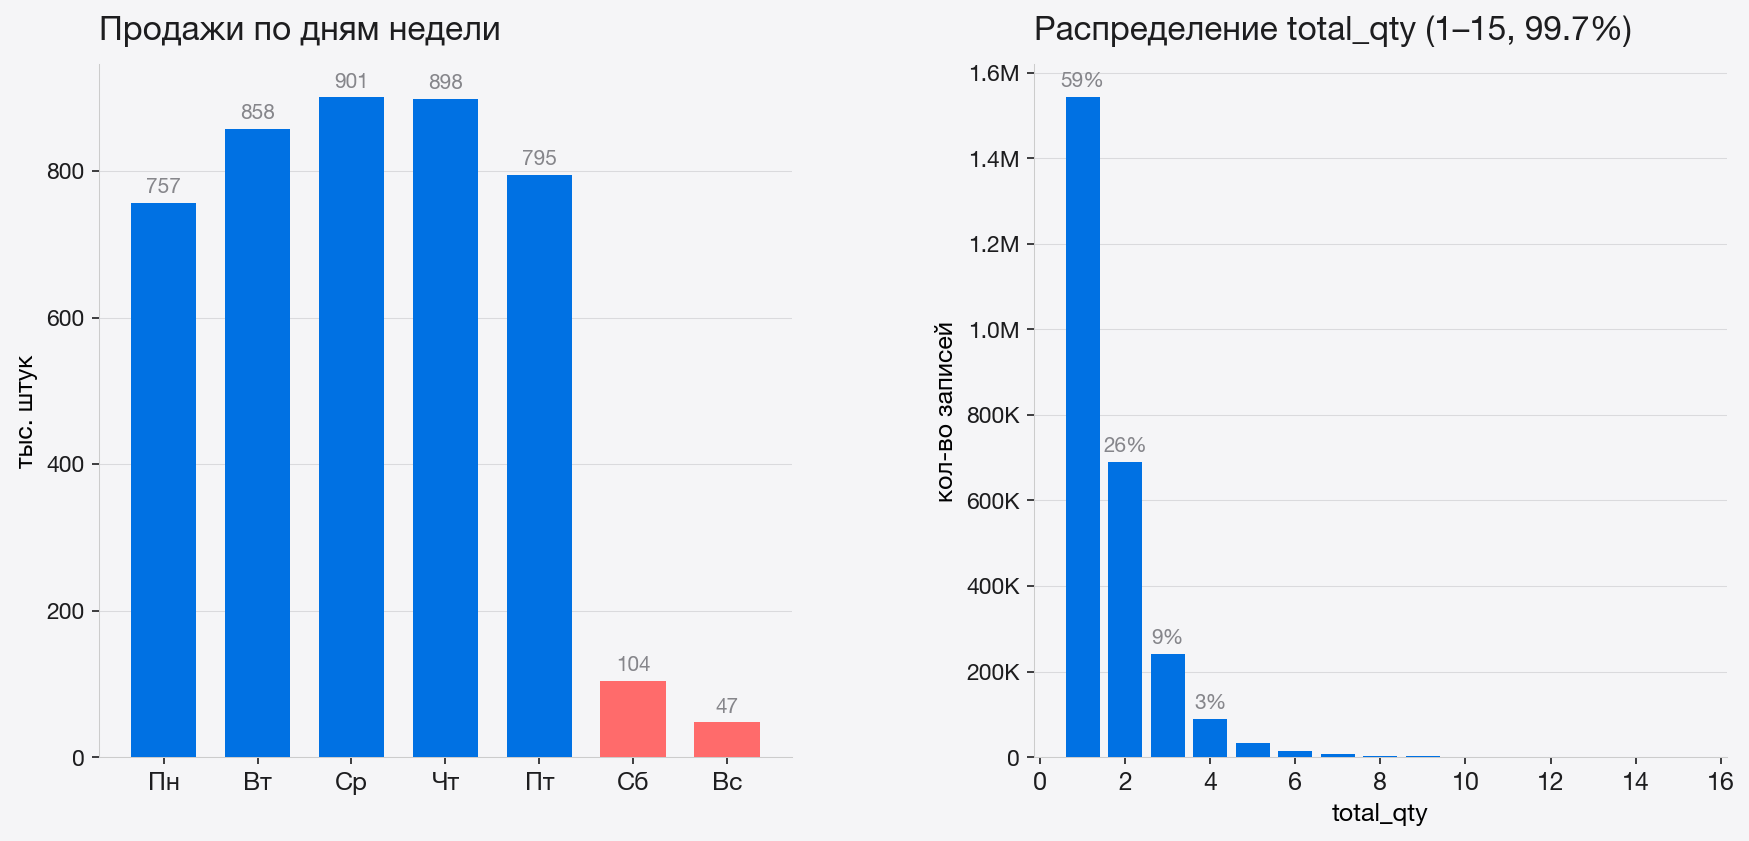 Продажи по дням недели
тыс. штук
800
600
400
200
0
757
858
901
898
795
104
47
Пн
Вт
Ср
Чт
Пт
Сб
Вс
Распределение total_qty (1–15, 99.7%)
кол-во записей
1.6M
1.4M
1.2M
1.0M
800K
600K
400K
200K
0
59%
26%
9%
3%
0
2
4
6
8
10
12
14
16
total_qty